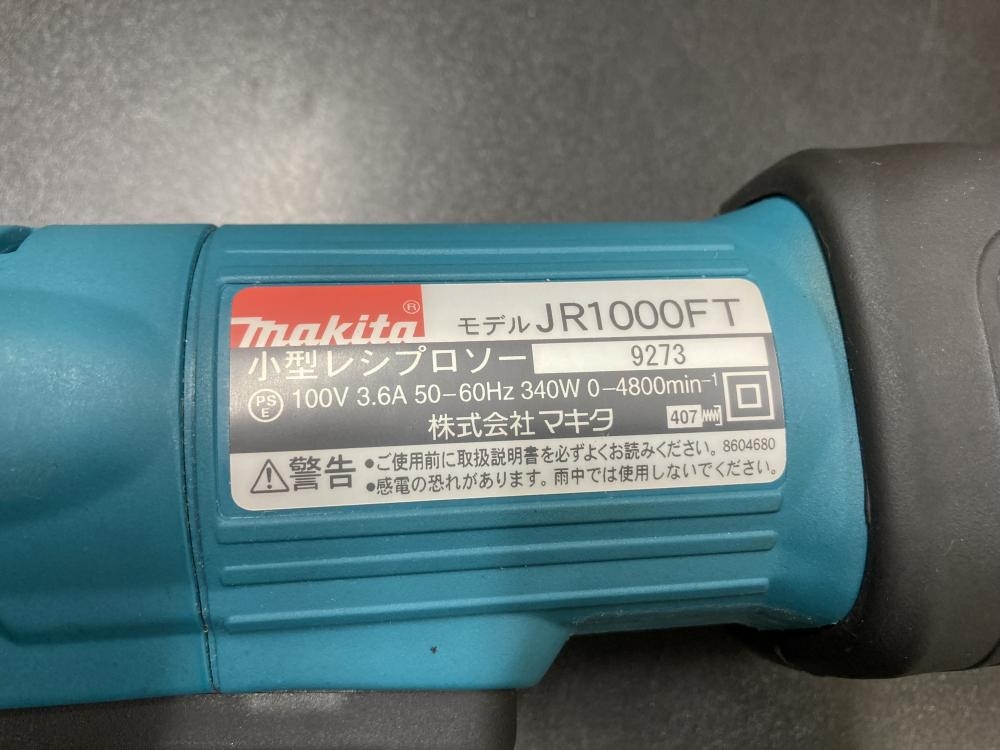 makita®
モデル JR1000FT
小型レシプロソー 9273
PS E 100V 3.6A 50-60Hz 340W 0-4800min⁻¹
株式会社マキタ 407
警告 •ご使用前に取扱説明書を必ずよくお読みください。 8604680
•感電の恐れがあります。雨中では使用しないでください。